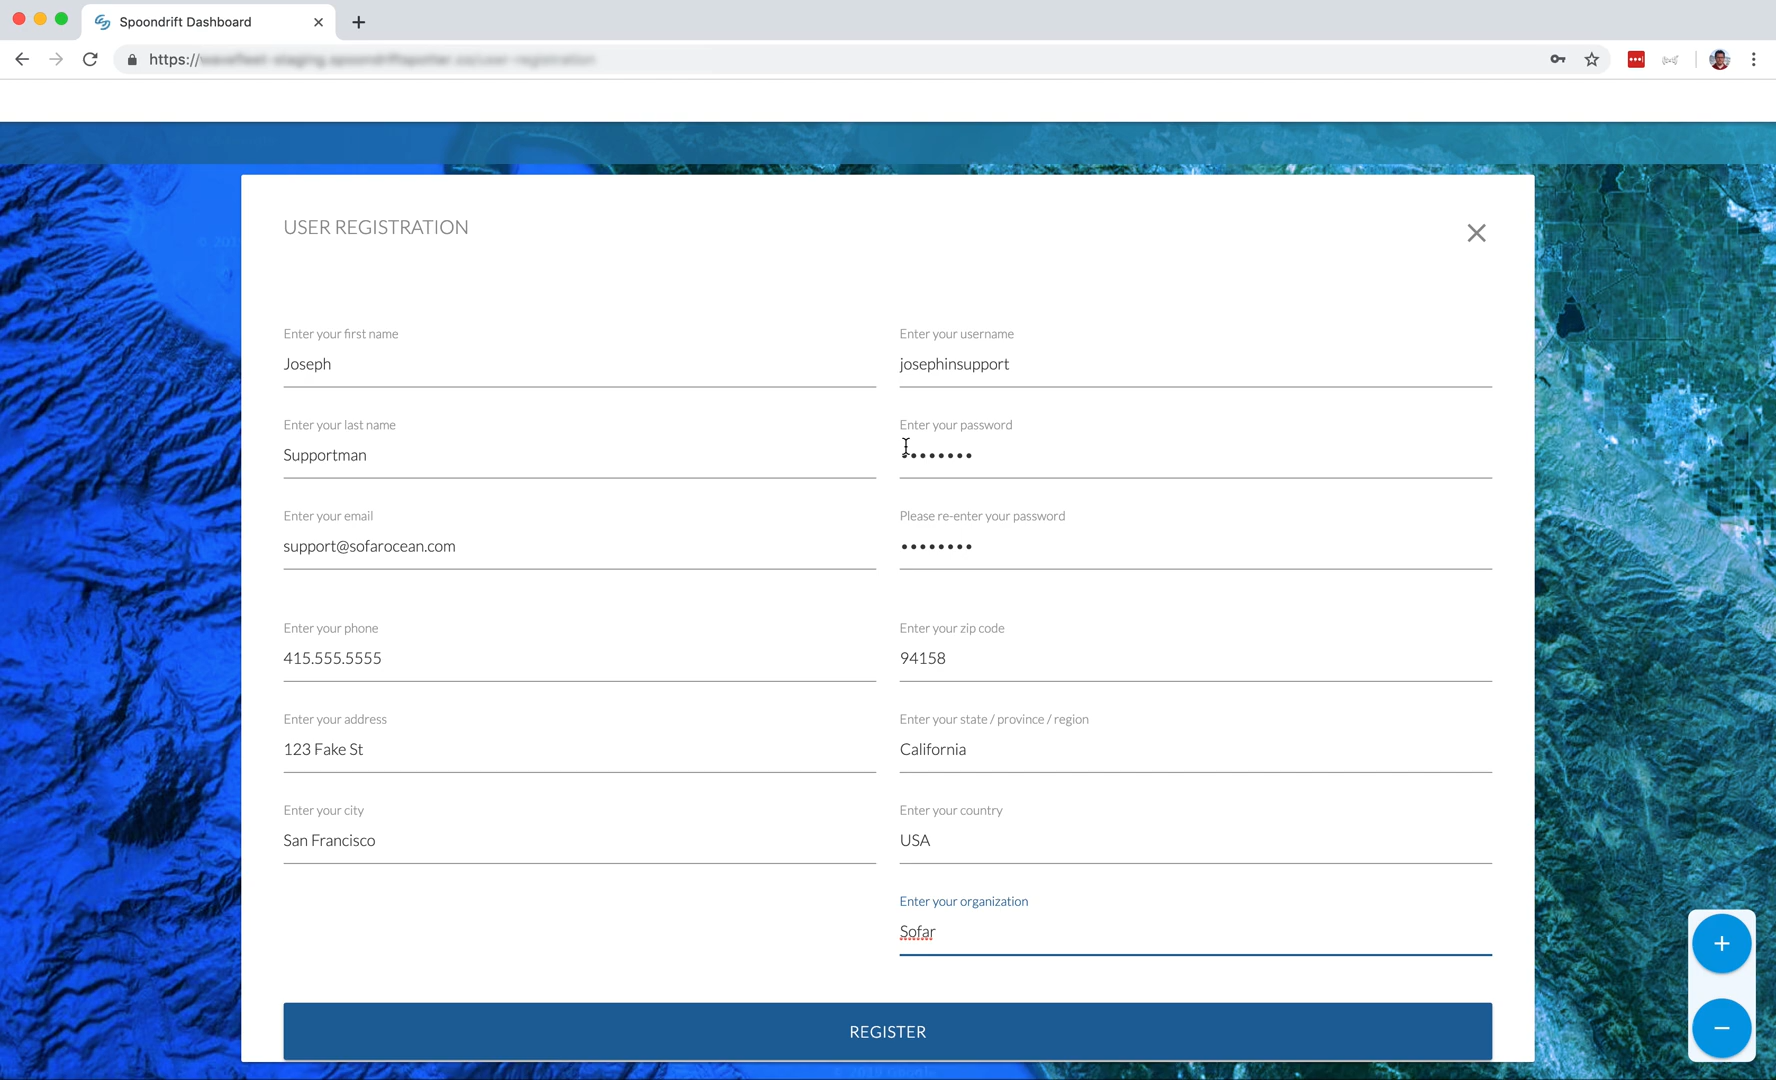 Spoondrift Dashboard
https://
USER REGISTRATION
Enter your first name
Joseph
Enter your username
josephinsupport
Enter your last name
Supportman
Enter your password
••••••••
Enter your email
support@sofarocean.com
Please re-enter your password
••••••••
Enter your phone
415.555.5555
Enter your zip code
94158
Enter your address
123 Fake St
Enter your state / province / region
California
Enter your city
San Francisco
Enter your country
USA
Enter your organization
Sofar
REGISTER